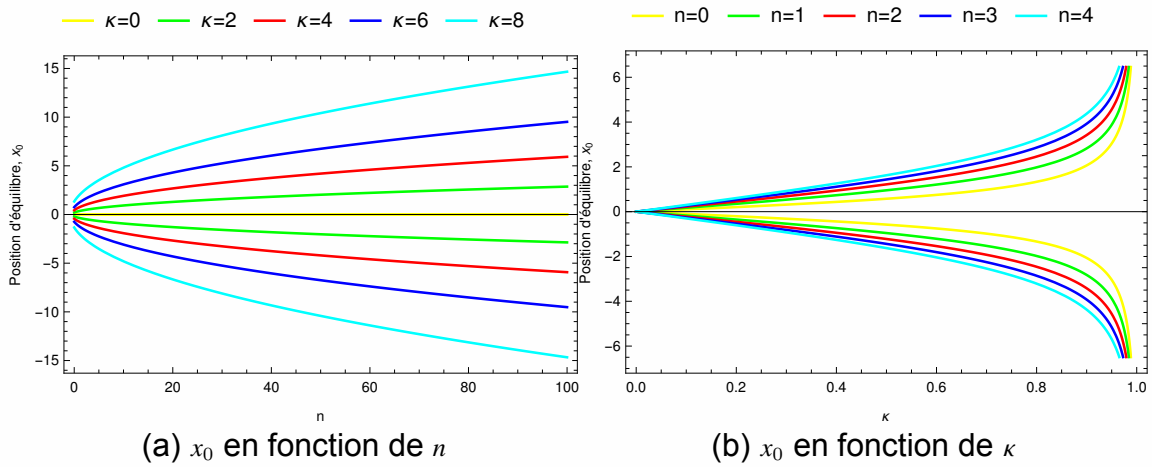 κ=0 κ=2 κ=4 κ=6 κ=8
15
10
5
0
−5
−10
−15
Position d'équilibre, x₀
0 20 40 60 80 100
n
(a) x₀ en fonction de n
n=0 n=1 n=2 n=3 n=4
6
4
2
0
−2
−4
−6
Position d'équilibre, x₀
0.0 0.2 0.4 0.6 0.8 1.0
κ
(b) x₀ en fonction de κ